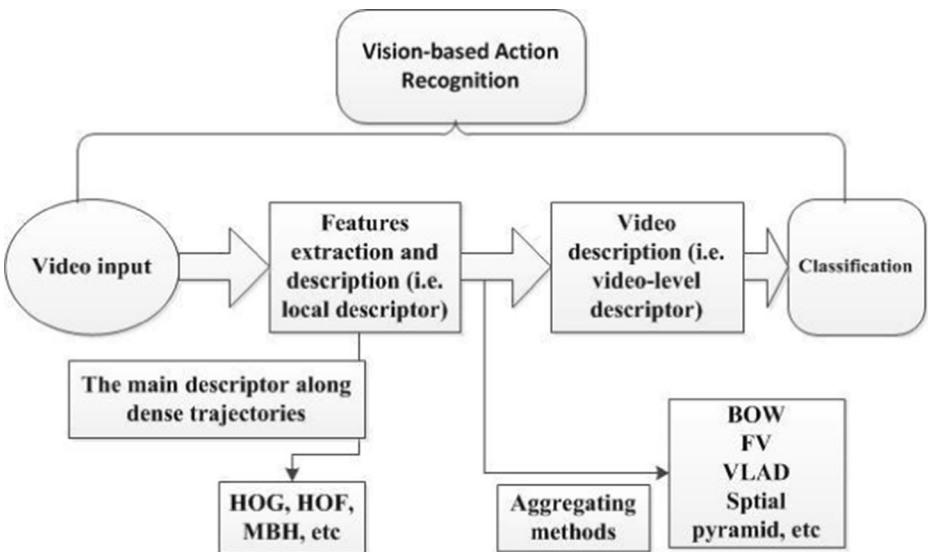 Vision-based Action
Recognition
Video input
Features
extraction and
description (i.e.
local descriptor)
Video
description (i.e.
video-level
descriptor)
Classification
The main descriptor along
dense trajectories
HOG, HOF,
MBH, etc
Aggregating
methods
BOW
FV
VLAD
Sptial
pyramid, etc